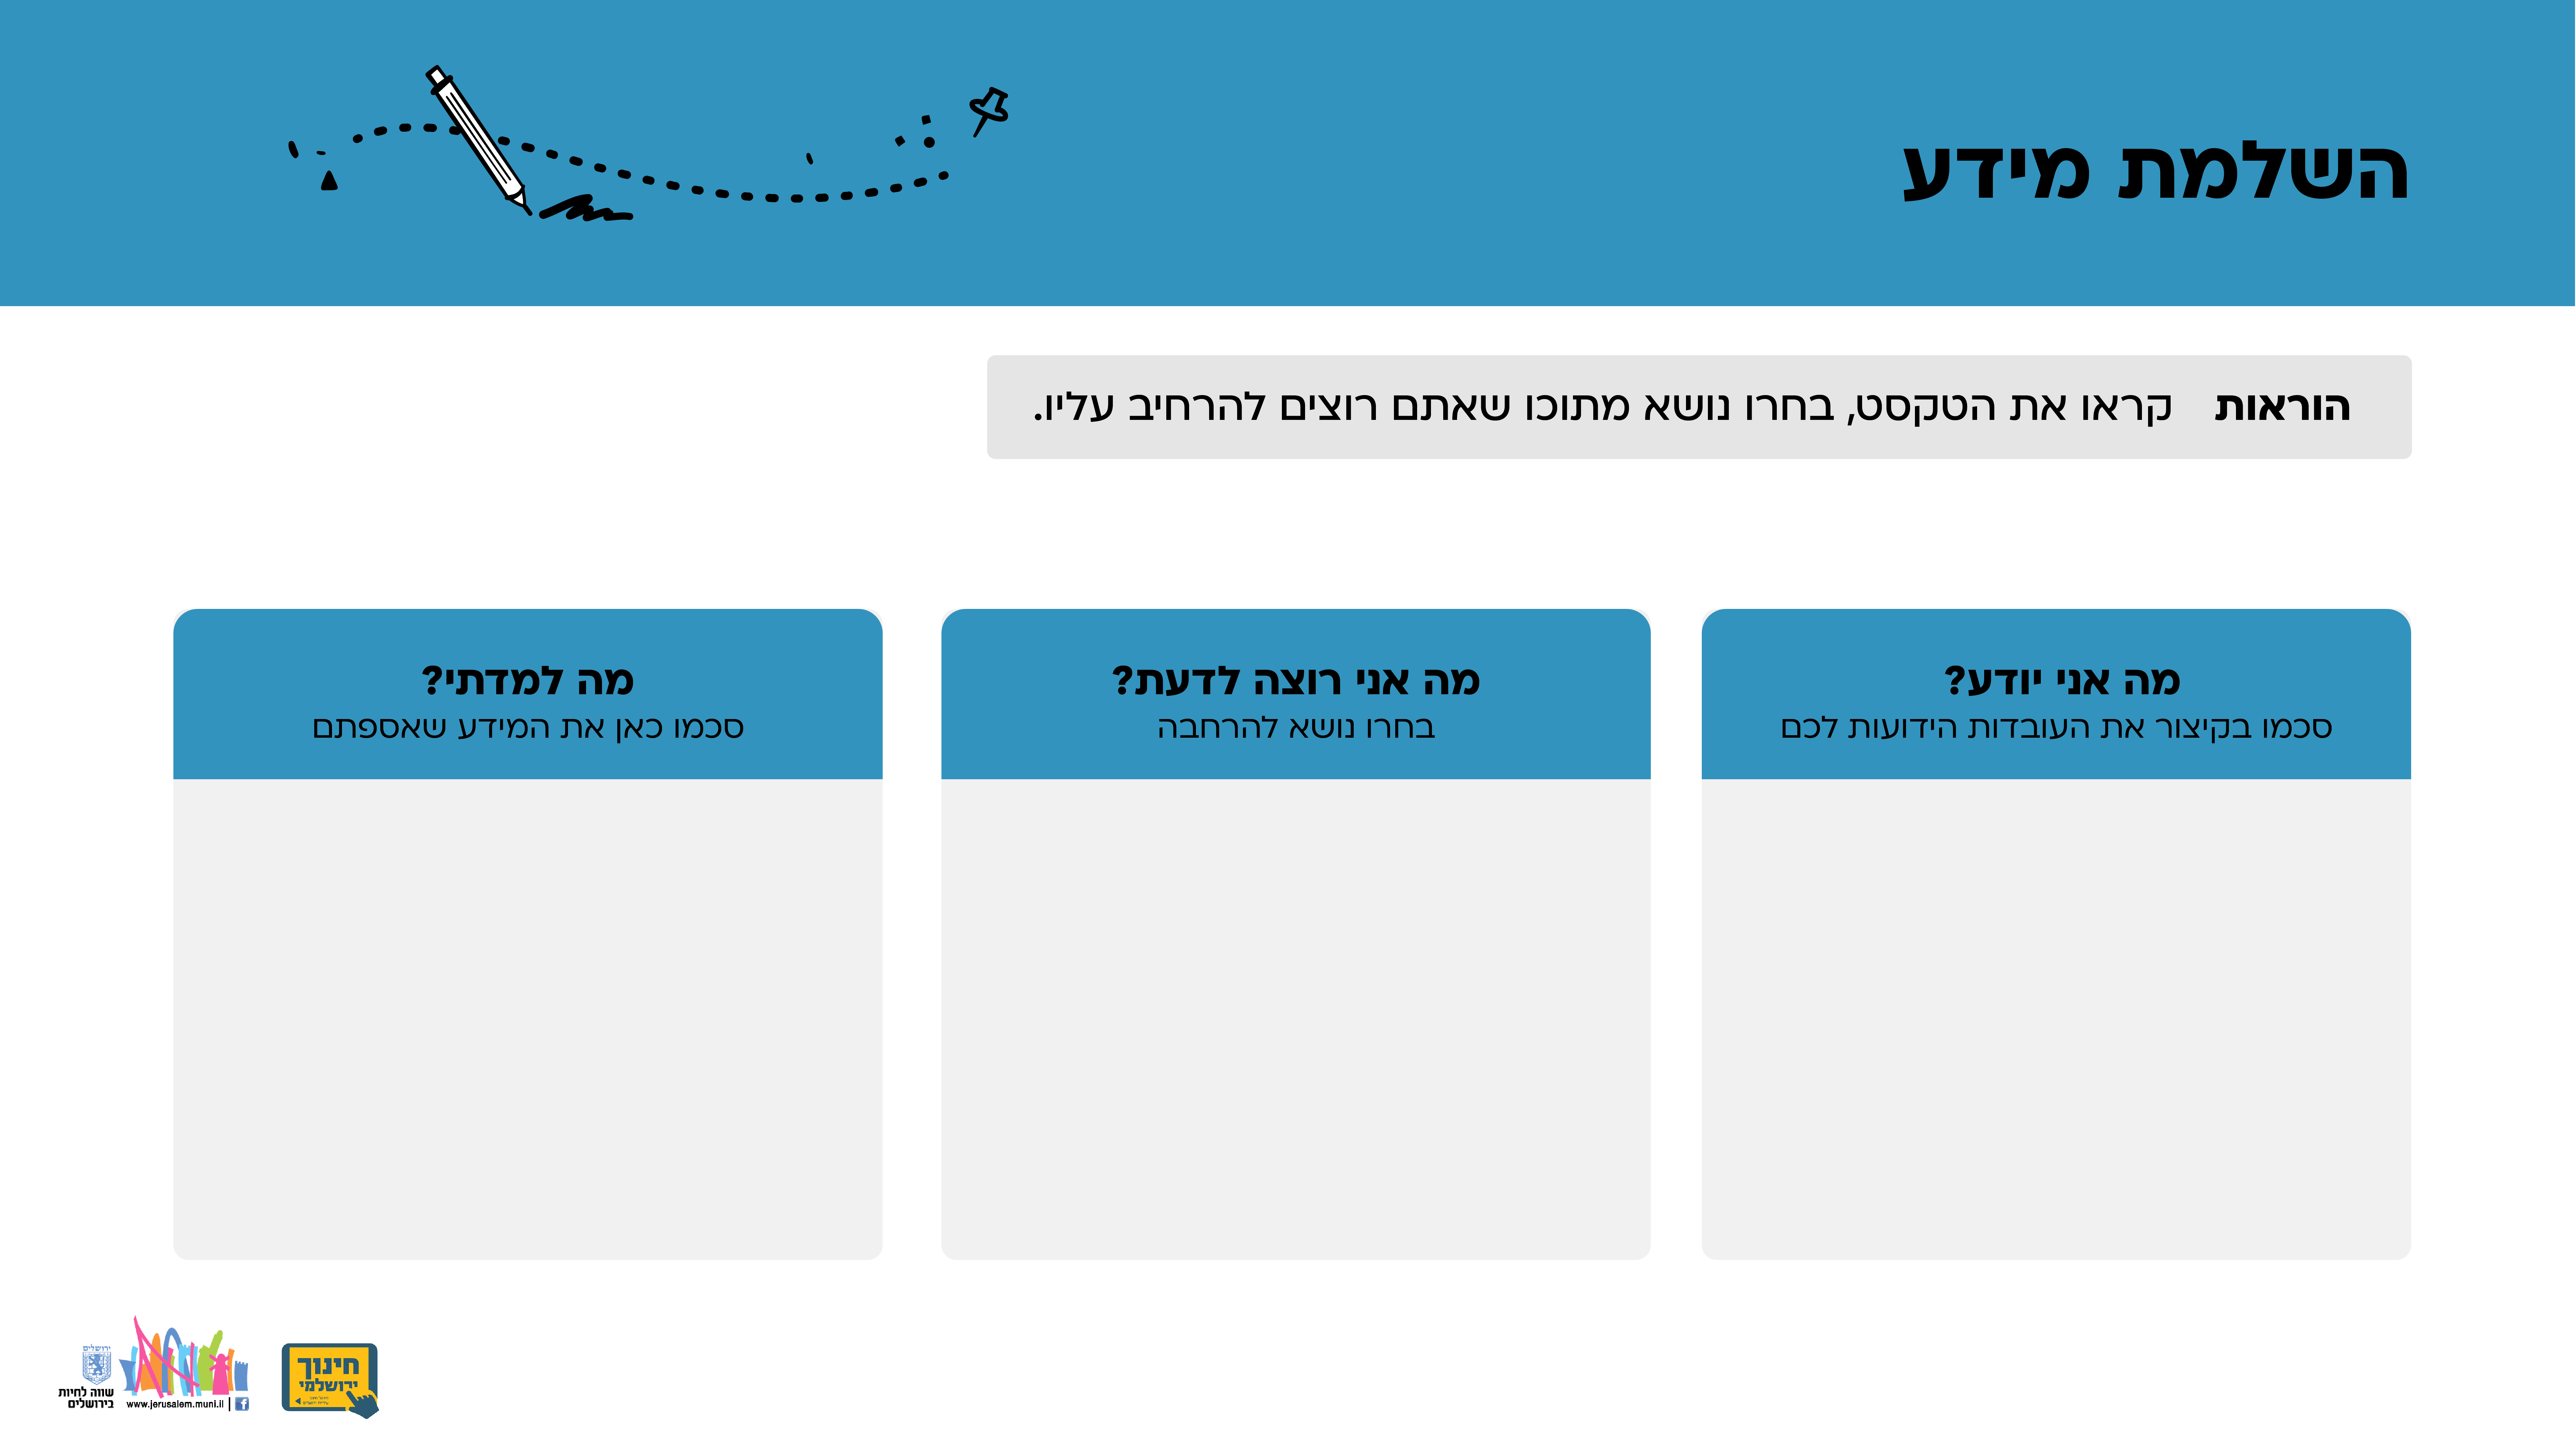 השלמת מידע
הוראות קראו את הטקסט, בחרו נושא מתוכו שאתם רוצים להרחיב עליו.
מה אני יודע?
סכמו בקיצור את העובדות הידועות לכם
מה אני רוצה לדעת?
בחרו נושא להרחבה
מה למדתי?
סכמו כאן את המידע שאספתם
חינוך
ירושלמי
ירושלים
שווה לחיות
בירושלים
www.jerusalem.muni.il | f